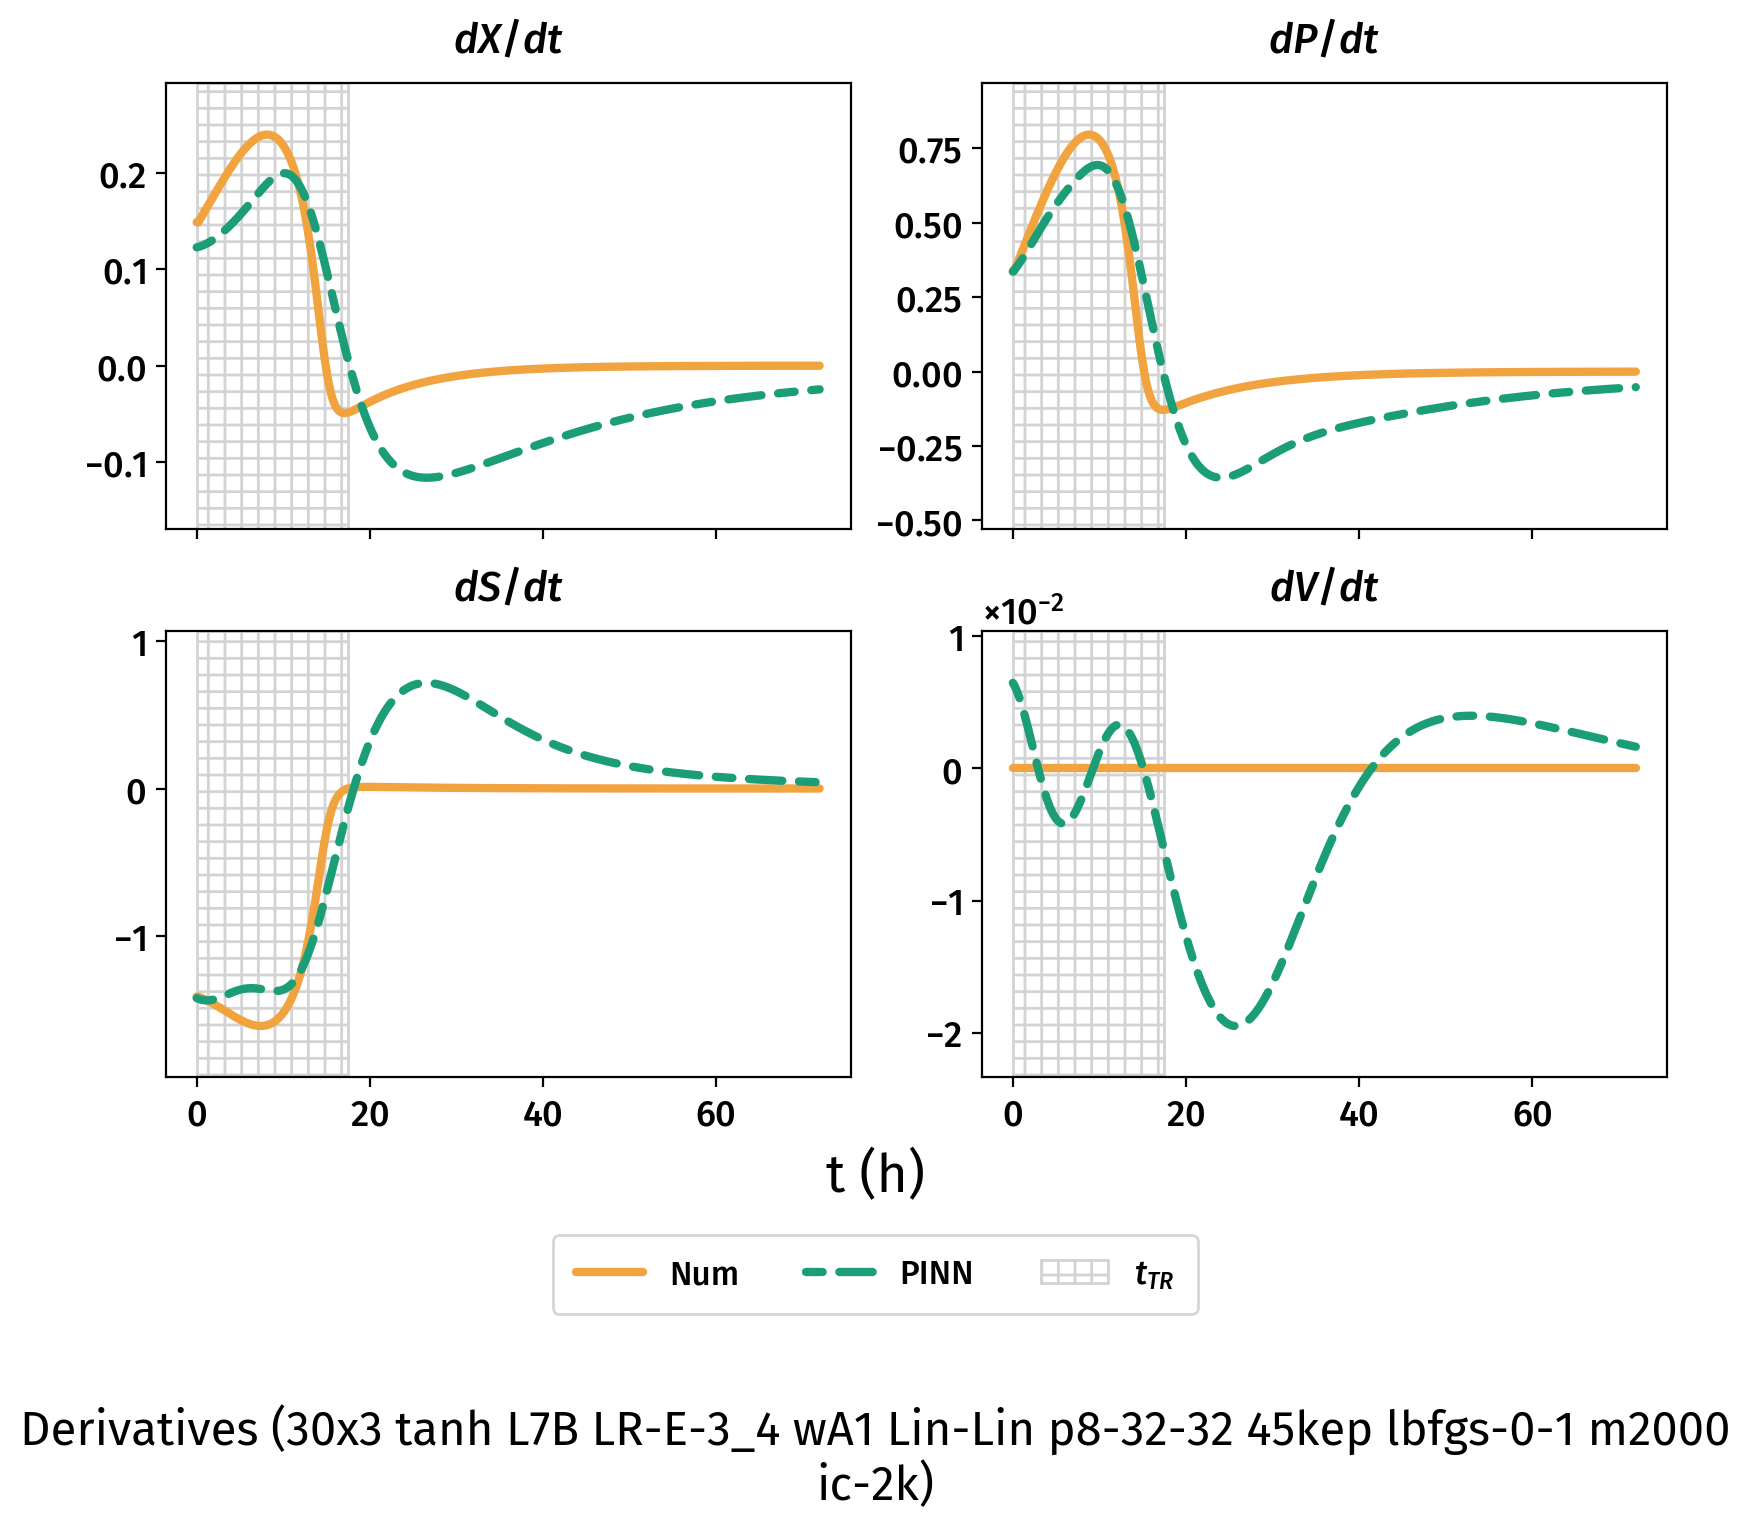 dX/dt
dP/dt
0.2
0.1
0.0
−0.1
0.75
0.50
0.25
0.00
−0.25
−0.50
dS/dt
dV/dt
×10−2
1
0
−1
1
0
−1
−2
0 20 40 60
0 20 40 60
t (h)
Num PINN tTR
Derivatives (30x3 tanh L7B LR-E-3_4 wA1 Lin-Lin p8-32-32 45kep lbfgs-0-1 m2000
ic-2k)